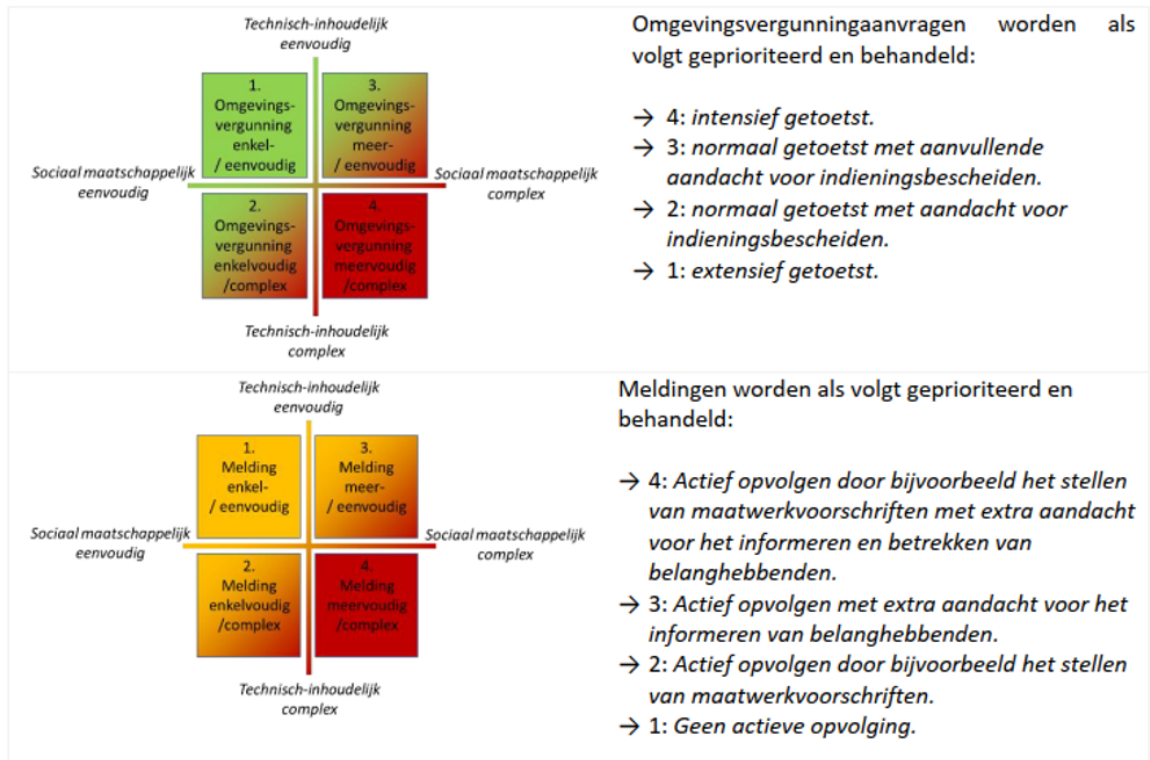 Technisch-inhoudelijk
eenvoudig
1.
Omgevings-
vergunning
enkel-
/ eenvoudig
3.
Omgevings-
vergunning
meer-
/ eenvoudig
Sociaal maatschappelijk
eenvoudig
Sociaal maatschappelijk
complex
2.
Omgevings-
vergunning
enkelvoudig
/complex
4.
Omgevings-
vergunning
meervoudig
/complex
Technisch-inhoudelijk
complex
Omgevingsvergunningaanvragen worden als
volgt geprioriteerd en behandeld:
→ 4: intensief getoetst.
→ 3: normaal getoetst met aanvullende
aandacht voor indieningsbescheiden.
→ 2: normaal getoetst met aandacht voor
indieningsbescheiden.
→ 1: extensief getoetst.
Technisch-inhoudelijk
eenvoudig
1.
Melding
enkel-
/ eenvoudig
3.
Melding
meer-
/ eenvoudig
Sociaal maatschappelijk
eenvoudig
Sociaal maatschappelijk
complex
2.
Melding
enkelvoudig
/complex
4.
Melding
meervoudig
/complex
Technisch-inhoudelijk
complex
Meldingen worden als volgt geprioriteerd en
behandeld:
→ 4: Actief opvolgen door bijvoorbeeld het stellen
van maatwerkvoorschriften met extra aandacht
voor het informeren en betrekken van
belanghebbenden.
→ 3: Actief opvolgen met extra aandacht voor het
informeren van belanghebbenden.
→ 2: Actief opvolgen door bijvoorbeeld het stellen
van maatwerkvoorschriften.
→ 1: Geen actieve opvolging.